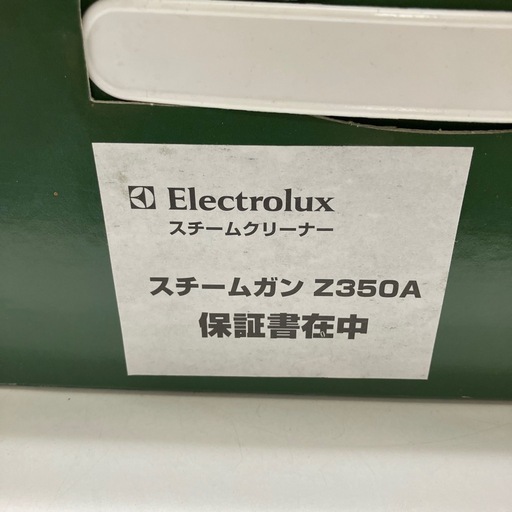 Electrolux
スチームクリーナー
スチームガン Z350A
保証書在中